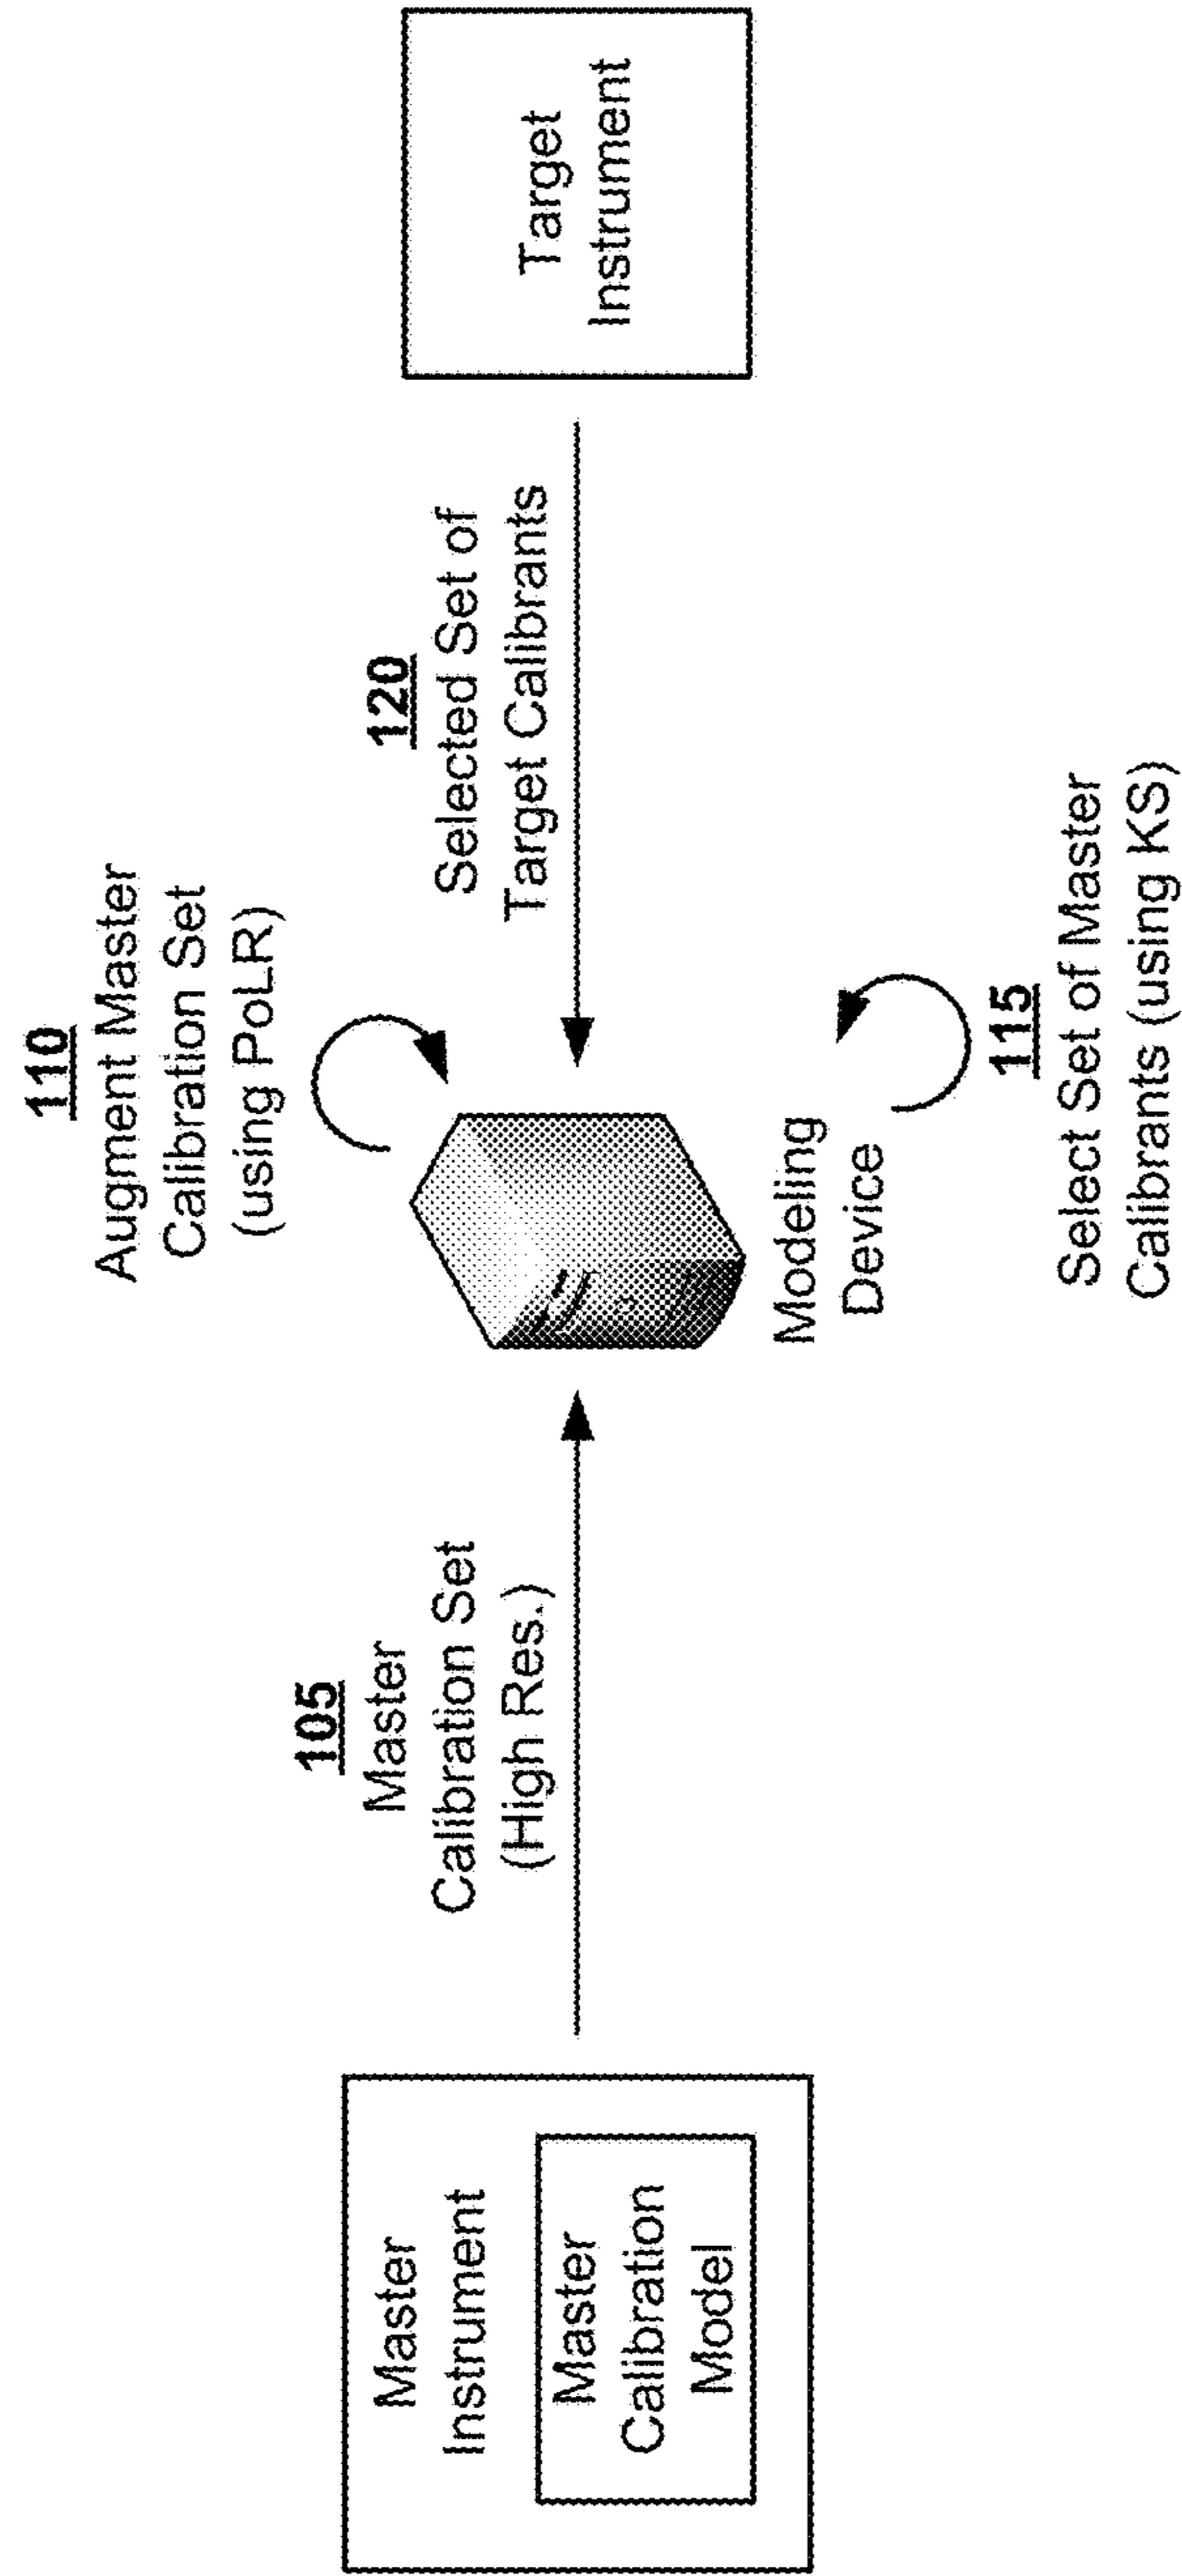 Master
Instrument
Master
Calibration
Model
105
Master
Calibration Set
(High Res.)
110
Augment Master
Calibration Set
(using PoLR)
Modeling
Device
115
Select Set of Master
Calibrants (using KS)
120
Selected Set of
Target Calibrants
Target
Instrument